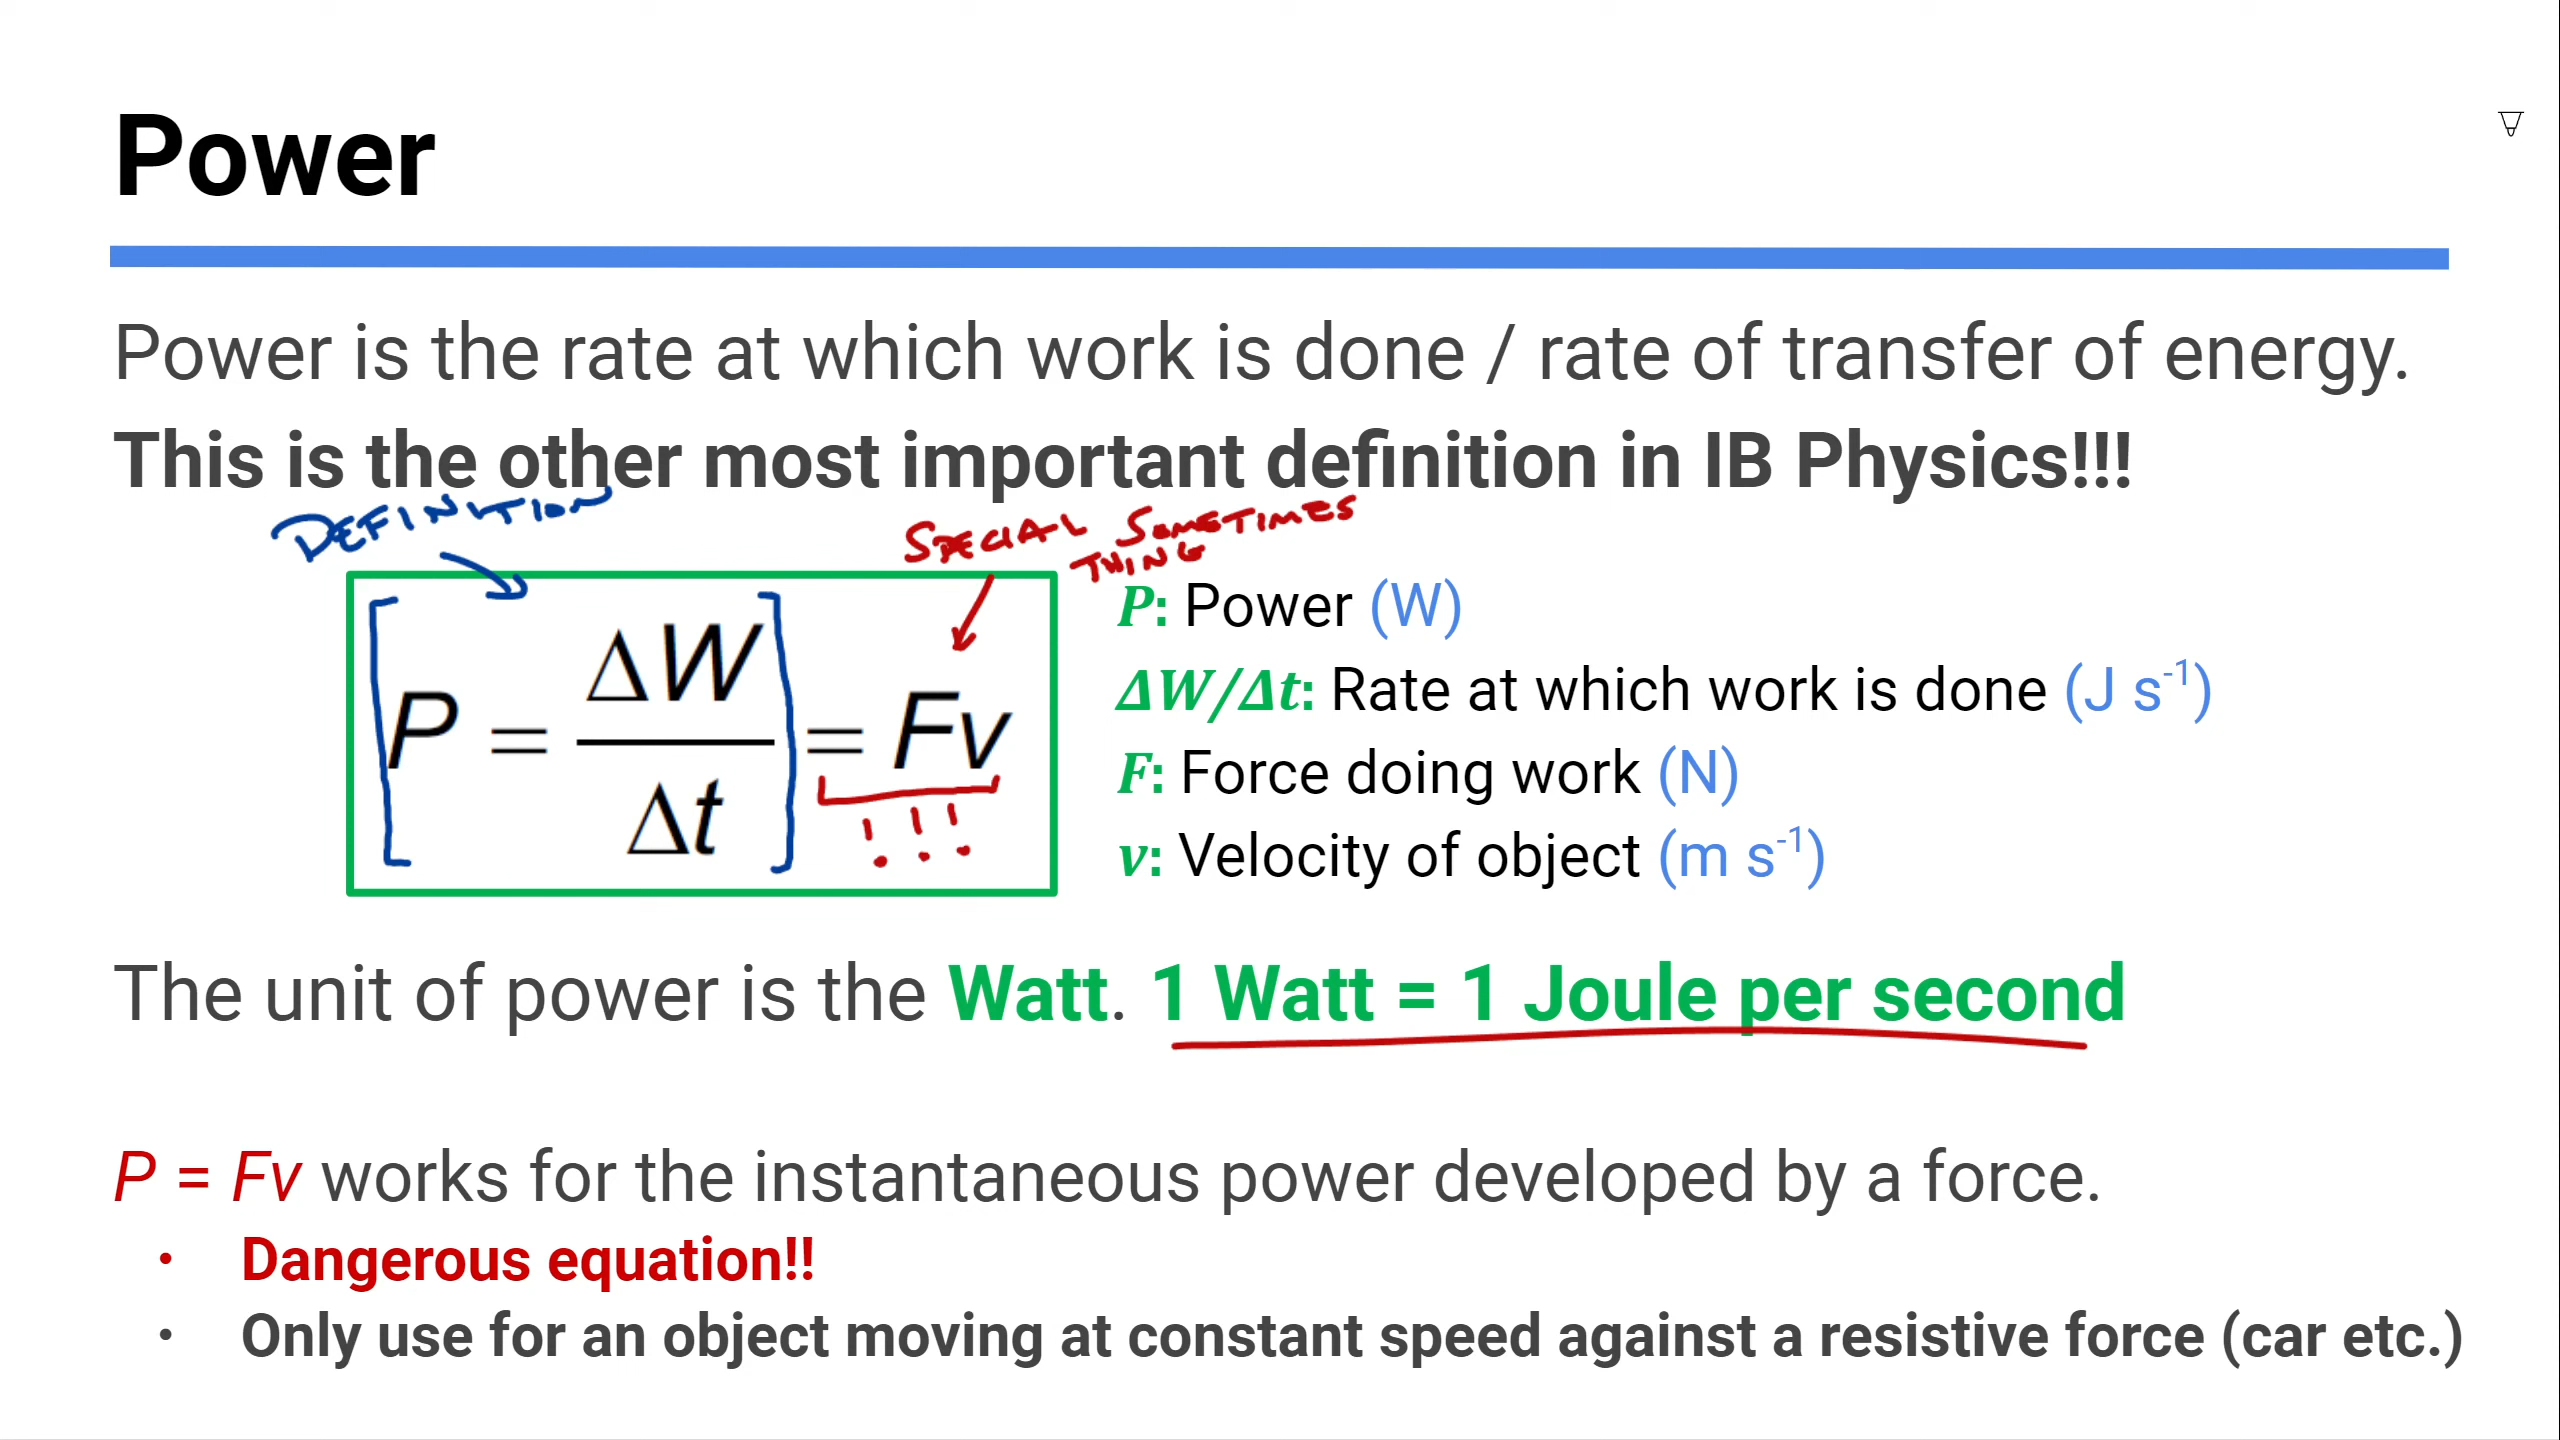 Power
Power is the rate at which work is done / rate of transfer of energy.
This is the other most important definition in IB Physics!!!
DEFINITION
SPECIAL SOMETIMES
THING
P = ΔW/Δt = Fv
! ! !
P: Power (W)
ΔW/Δt: Rate at which work is done (J s⁻¹)
F: Force doing work (N)
v: Velocity of object (m s⁻¹)
The unit of power is the Watt. 1 Watt = 1 Joule per second
P = Fv works for the instantaneous power developed by a force.
• Dangerous equation!!
• Only use for an object moving at constant speed against a resistive force (car etc.)